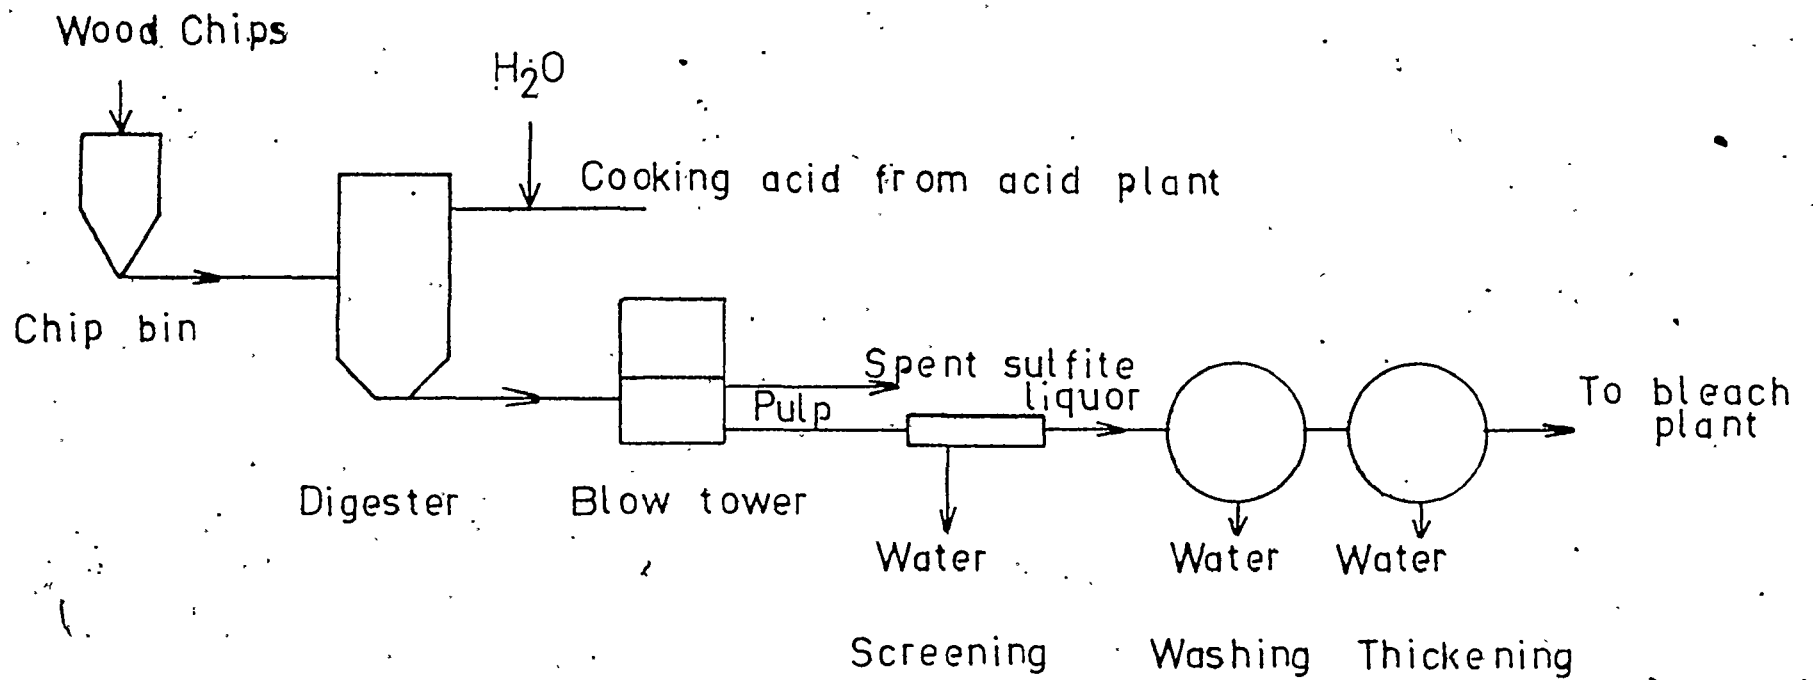 Wood Chips
H2O
Cooking acid from acid plant
Chip bin
Spent sulfite
liquor
Pulp
To bleach
plant
Digester
Blow tower
Water
Water
Water
Screening
Washing
Thickening